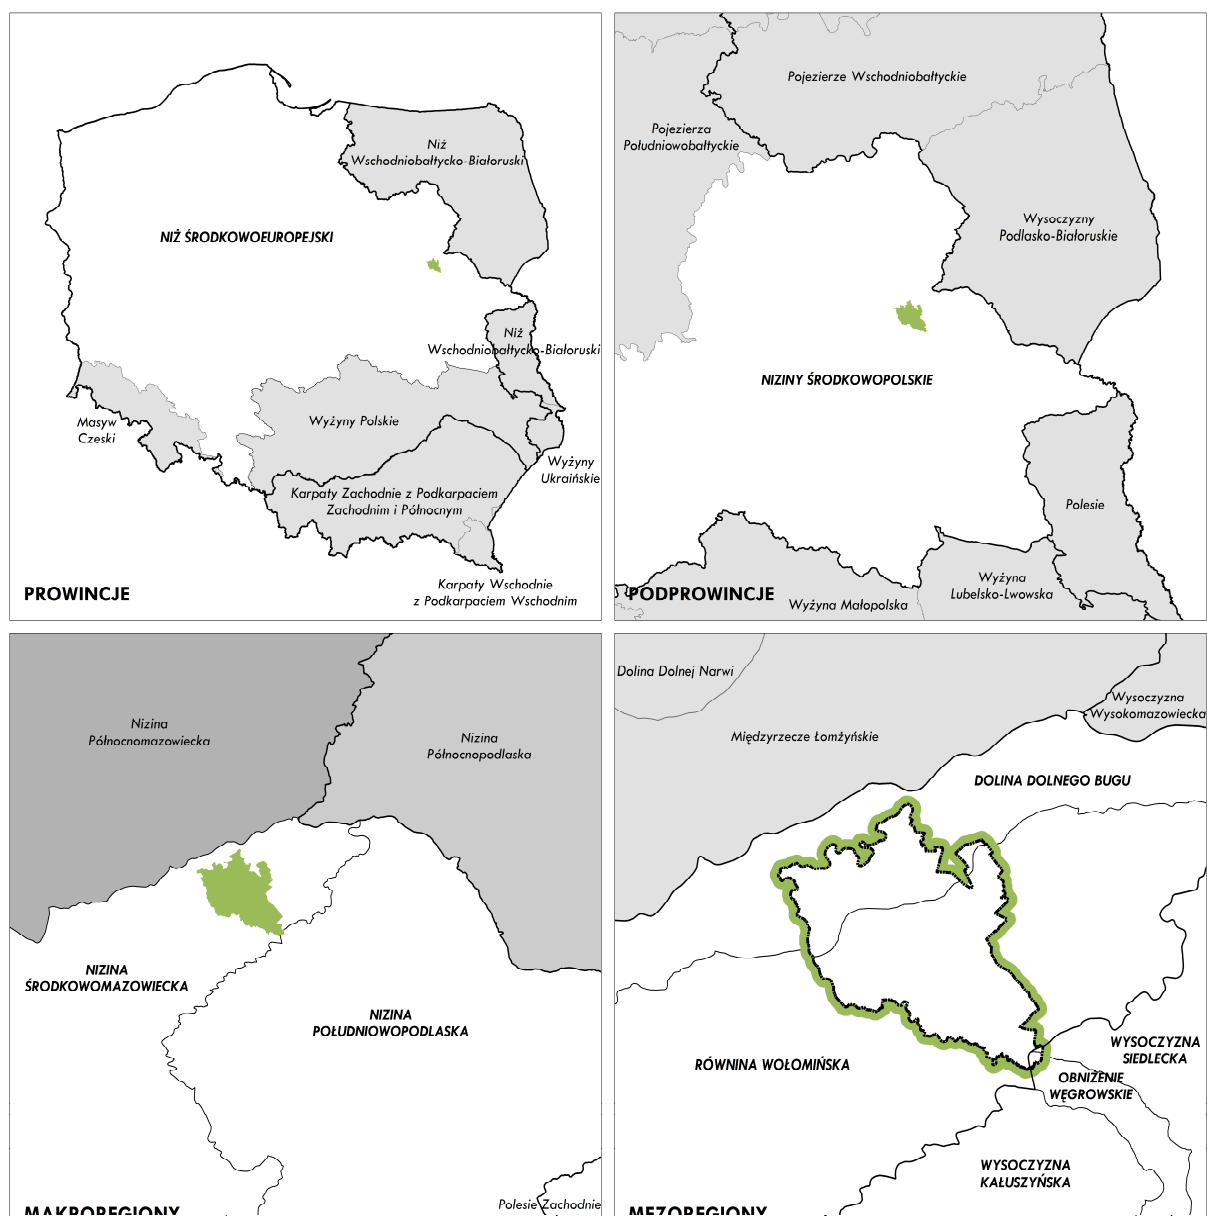 Niż
Wschodniobałtycko-Białoruski
NIŻ ŚRODKOWOEUROPEJSKI
Niż
Wschodniobałtycko-Białoruski
Masyw
Czeski
Wyżyny Polskie
Wyżyny
Ukraińskie
Karpaty Zachodnie z Podkarpaciem
Zachodnim i Północnym
Karpaty Wschodnie
z Podkarpaciem Wschodnim
PROWINCJE
Pojezierze Wschodniobałtyckie
Pojezierza
Południowobałtyckie
Wysoczyzny
Podlasko-Białoruskie
NIZINY ŚRODKOWOPOLSKIE
Polesie
Wyżyna
Lubelsko-Lwowska
Wyżyna Małopolska
PODPROWINCJE
Nizina
Północnomazowiecka
Nizina
Północnopodlaska
NIZINA
ŚRODKOWOMAZOWIECKA
NIZINA
POŁUDNIOWOPODLASKA
Polesie Zachodnie
MAKROREGIONY
Dolina Dolnej Narwi
Wysoczyzna
Wysokomazowiecka
Międzyrzecze Łomżyńskie
DOLINA DOLNEGO BUGU
RÓWNINA WOŁOMIŃSKA
WYSOCZYZNA
SIEDLECKA
OBNIŻENIE
WĘGROWSKIE
WYSOCZYZNA
KAŁUSZYŃSKA
MEZOREGIONY